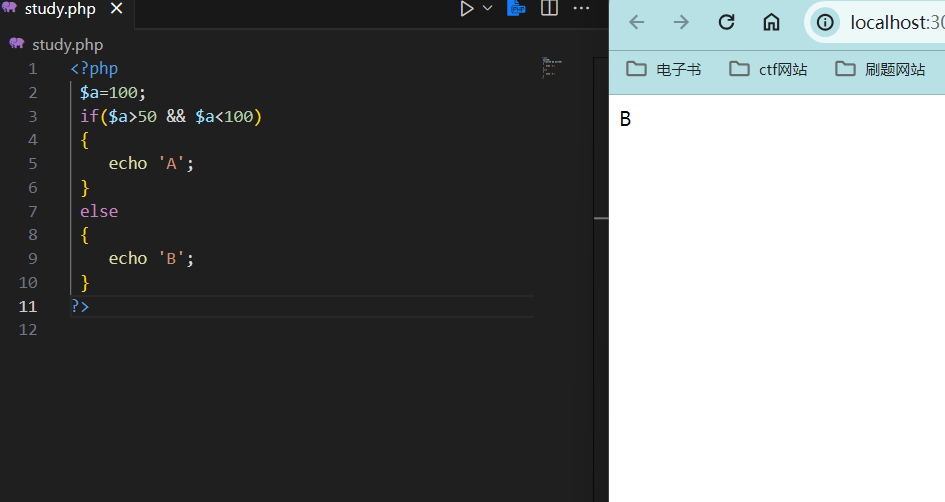 study.php
study.php
1 <?php
2 $a=100;
3 if($a>50 && $a<100)
4 {
5 echo 'A';
6 }
7 else
8 {
9 echo 'B';
10 }
11 ?>
12
localhost:30
电子书 ctf网站 刷题网站
B